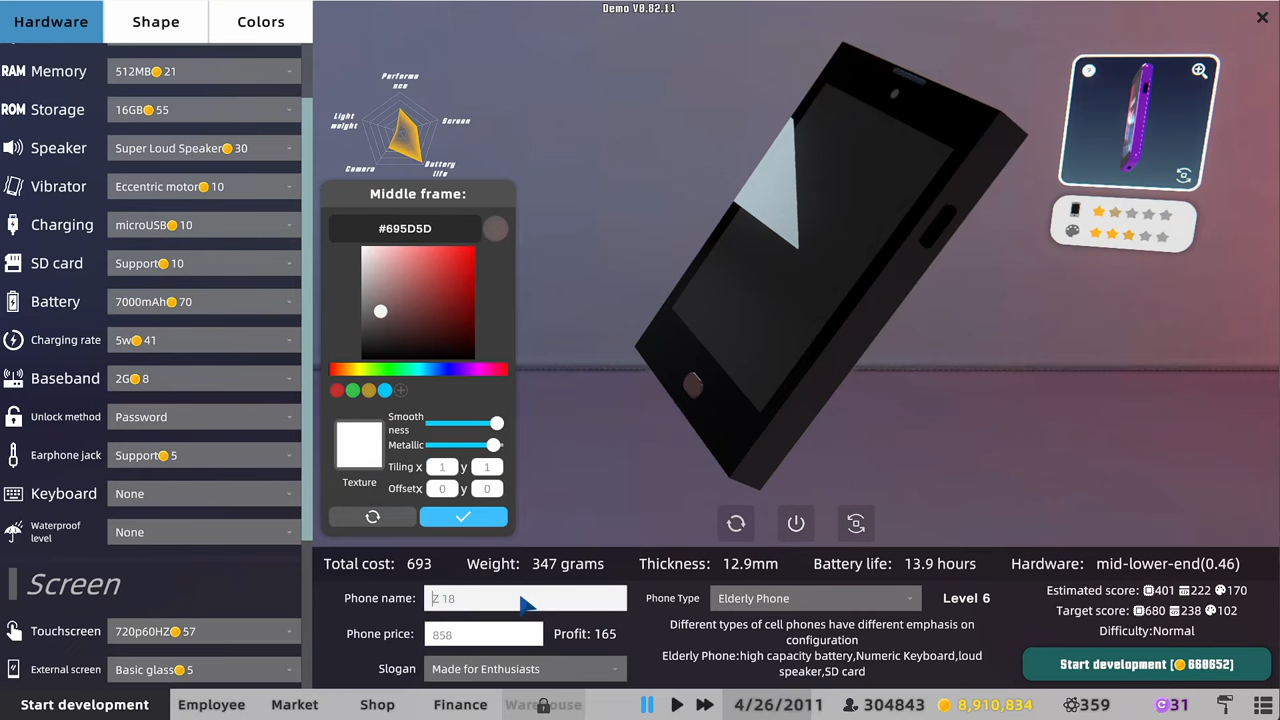 Demo V0.82.11
Hardware
Shape
Colors
RAM Memory
512MB 21
ROM Storage
16GB 55
Speaker
Super Loud Speaker 30
Vibrator
Eccentric motor 10
Charging
microUSB 10
SD card
Support 10
Battery
7000mAh 70
Charging rate
5w 41
Baseband
2G 8
Unlock method
Password
Earphone jack
Support 5
Keyboard
None
Waterproof
level
None
Screen
Touchscreen
720p60HZ 57
External screen
Basic glass 5
Performa
nce
Light
weight
Screen
Camera
Battery
life
Middle frame:
#695D5D
Smooth
ness
Metallic
Tiling x 1 y 1
Texture
Offset x 0 y 0
?
Total cost: 693
Weight: 347 grams
Thickness: 12.9mm
Battery life: 13.9 hours
Hardware: mid-lower-end(0.46)
Phone name:
Z 18
Phone Type
Elderly Phone
Level 6
Phone price:
858
Profit: 165
Slogan
Made for Enthusiasts
Different types of cell phones have different emphasis on
configuration
Elderly Phone:high capacity battery,Numeric Keyboard,loud
speaker,SD card
Estimated score: 401 222 170
Target score: 680 238 102
Difficulty:Normal
Start development [ 660652]
Start development
Employee
Market
Shop
Finance
Warehouse
4/26/2011
304843
8,910,834
359
31